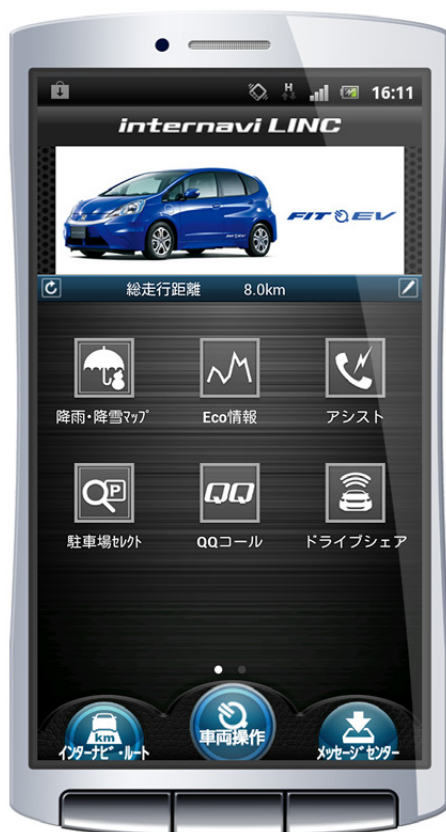 H
16:11
internavi LINC
FIT EV
総走行距離 8.0km
降雨・降雪ﾏｯﾌﾟ Eco情報 アシスト
P QQ
駐車場ｾﾚｸﾄ QQコール ドライブシェア
km
インターナビ・ルート 車両操作 メッセージセンター